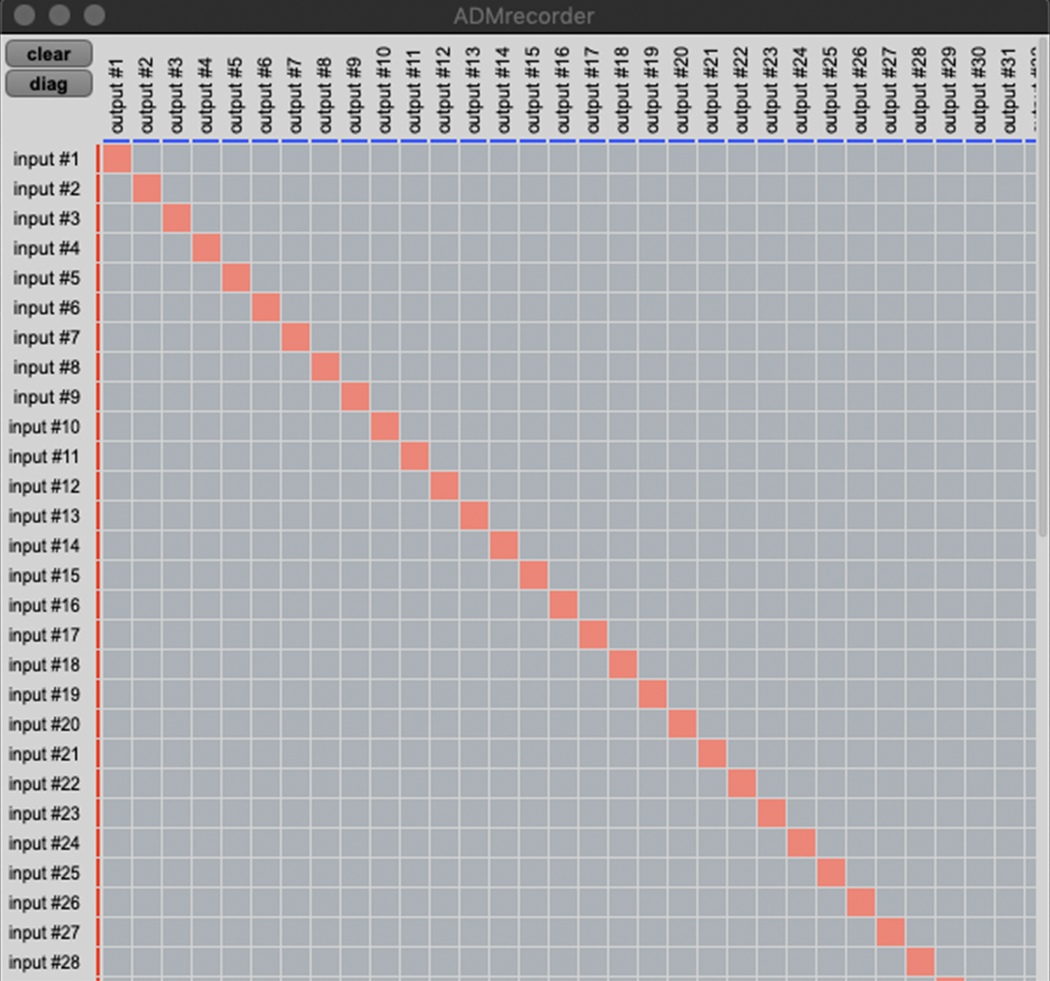 ADMrecorder
clear
diag
output #1
output #2
output #3
output #4
output #5
output #6
output #7
output #8
output #9
output #10
output #11
output #12
output #13
output #14
output #15
output #16
output #17
output #18
output #19
output #20
output #21
output #22
output #23
output #24
output #25
output #26
output #27
output #28
output #29
output #30
output #31
input #1
input #2
input #3
input #4
input #5
input #6
input #7
input #8
input #9
input #10
input #11
input #12
input #13
input #14
input #15
input #16
input #17
input #18
input #19
input #20
input #21
input #22
input #23
input #24
input #25
input #26
input #27
input #28